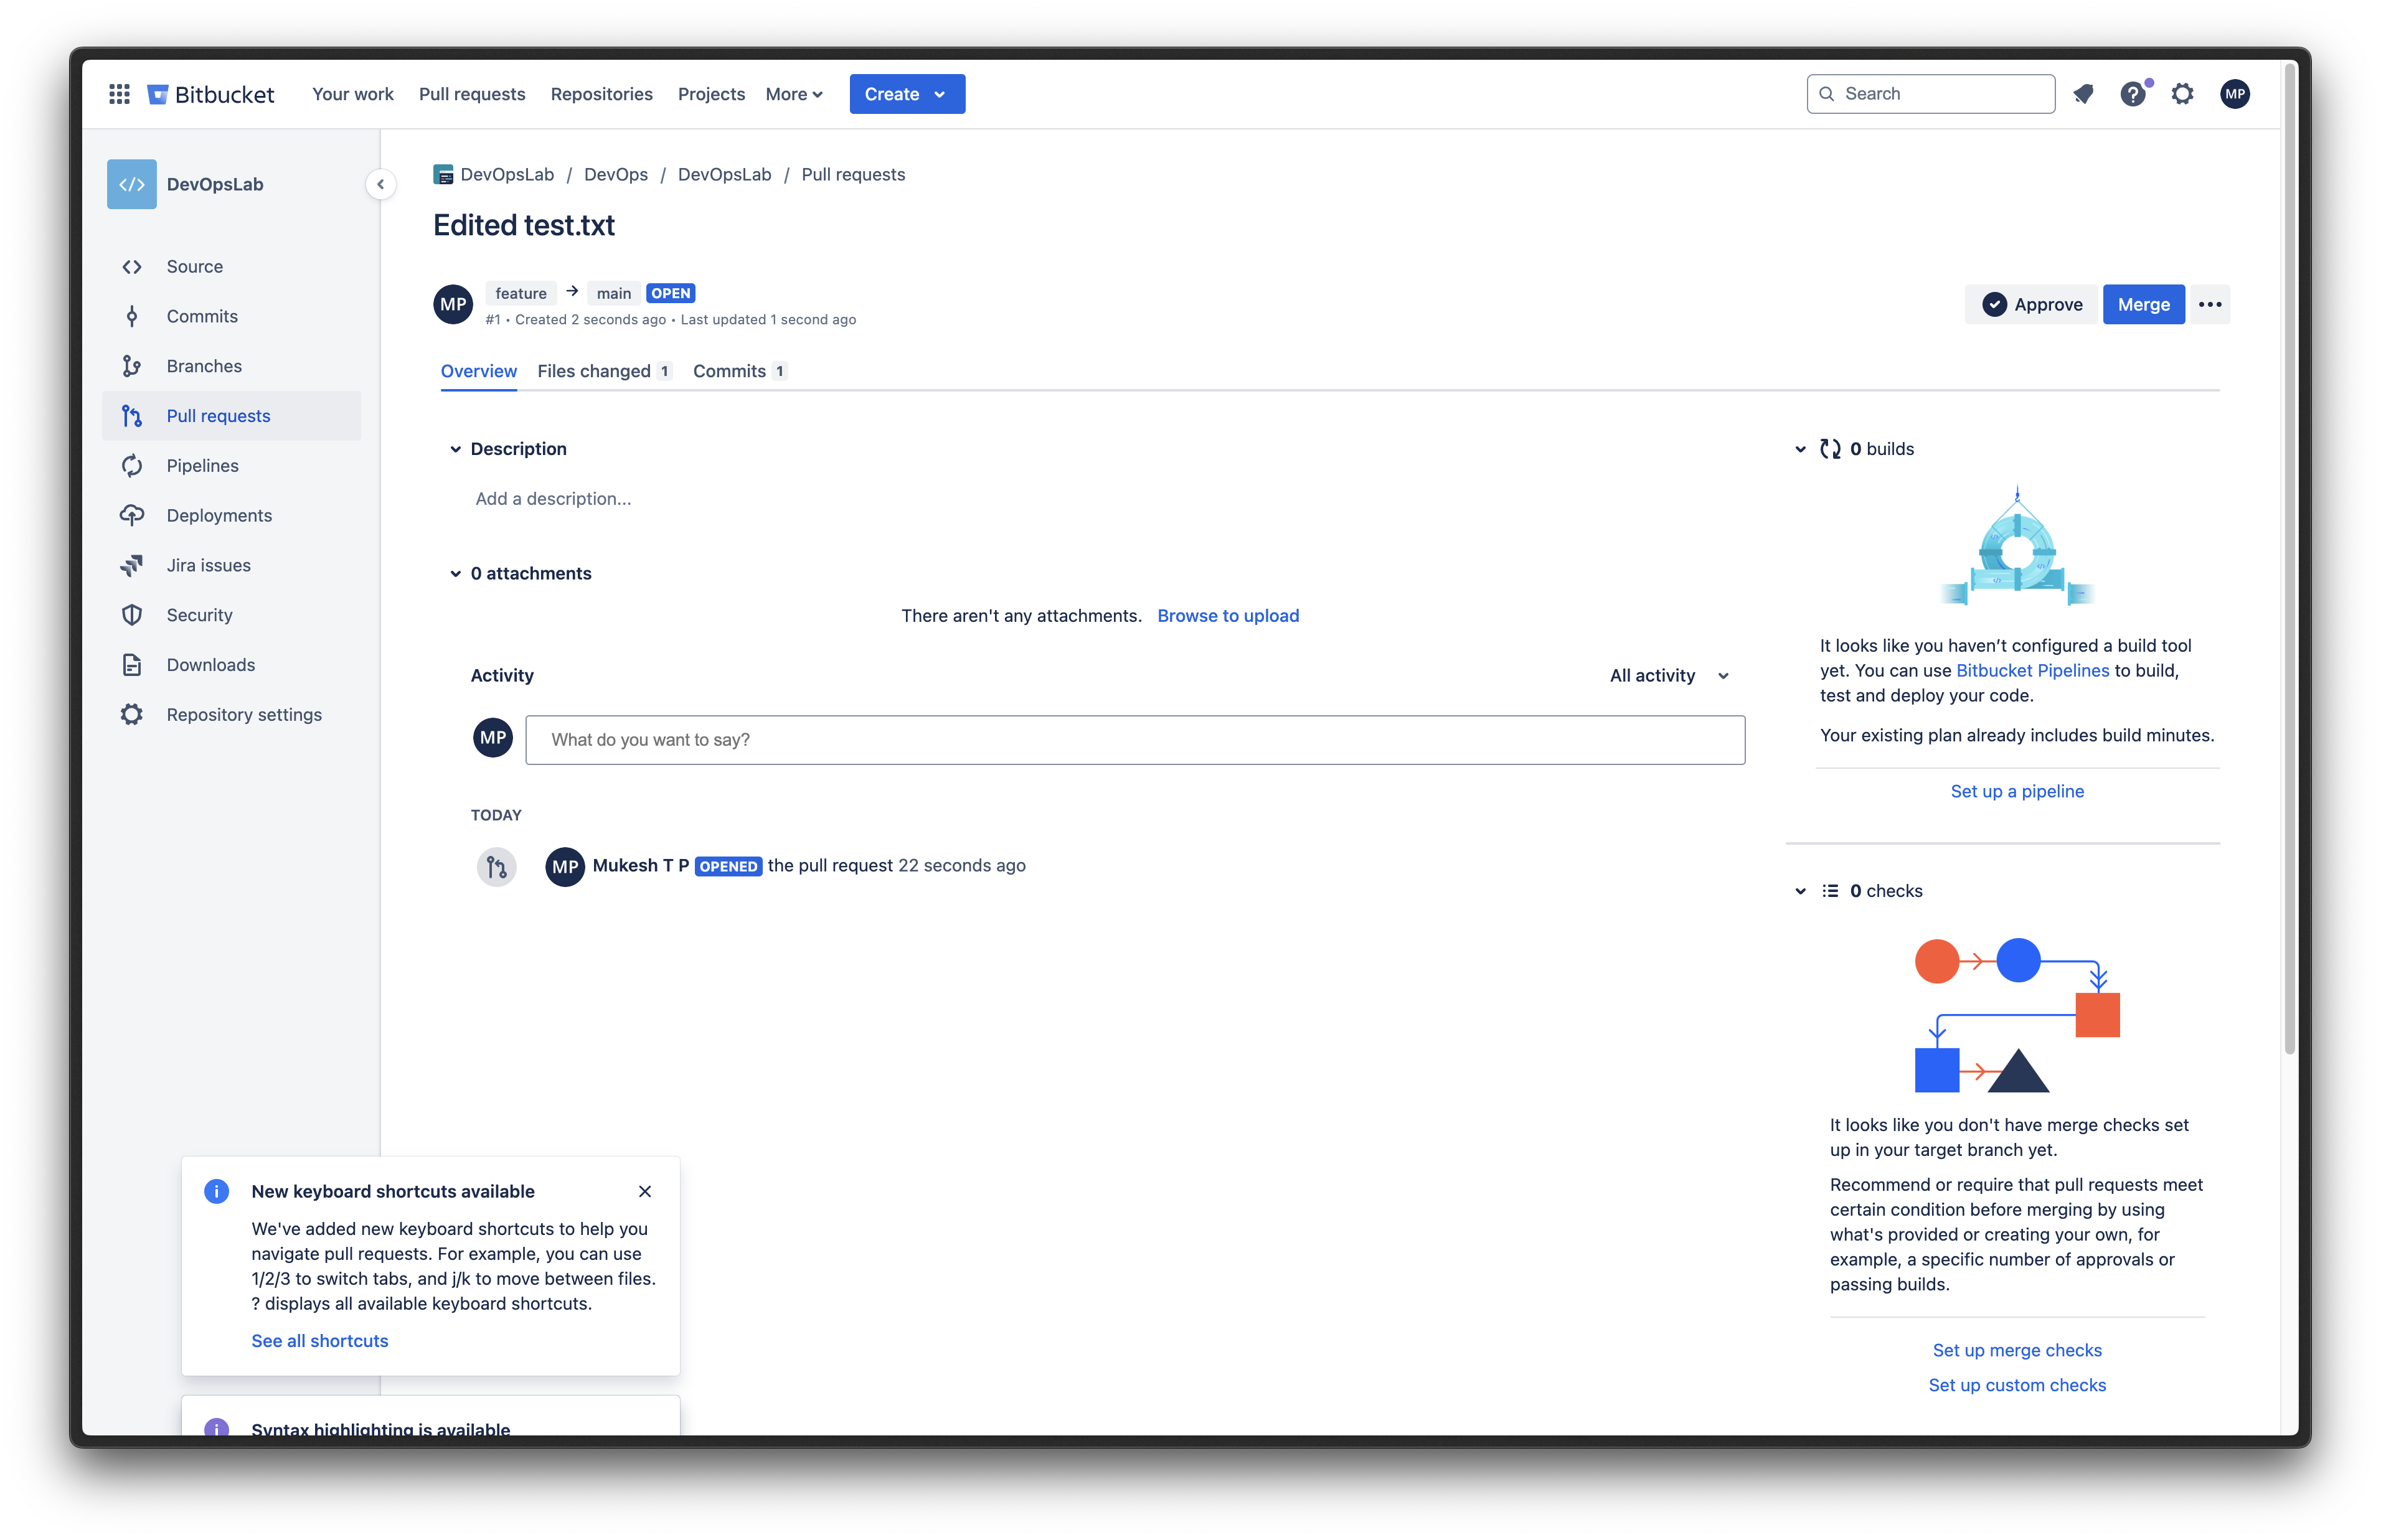 Bitbucket
Your work
Pull requests
Repositories
Projects
More
Create
Search
MP
DevOpsLab
Source
Commits
Branches
Pull requests
Pipelines
Deployments
Jira issues
Security
Downloads
Repository settings
DevOpsLab / DevOps / DevOpsLab / Pull requests
Edited test.txt
MP
feature → main OPEN
#1 • Created 2 seconds ago • Last updated 1 second ago
Approve
Merge
Overview
Files changed 1
Commits 1
Description
Add a description...
0 attachments
There aren't any attachments. Browse to upload
Activity
All activity
MP
What do you want to say?
TODAY
MP Mukesh T P OPENED the pull request 22 seconds ago
0 builds
It looks like you haven’t configured a build tool
yet. You can use Bitbucket Pipelines to build,
test and deploy your code.
Your existing plan already includes build minutes.
Set up a pipeline
0 checks
It looks like you don't have merge checks set
up in your target branch yet.
Recommend or require that pull requests meet
certain condition before merging by using
what's provided or creating your own, for
example, a specific number of approvals or
passing builds.
Set up merge checks
Set up custom checks
New keyboard shortcuts available
We've added new keyboard shortcuts to help you
navigate pull requests. For example, you can use
1/2/3 to switch tabs, and j/k to move between files.
? displays all available keyboard shortcuts.
See all shortcuts
Syntax highlighting is available